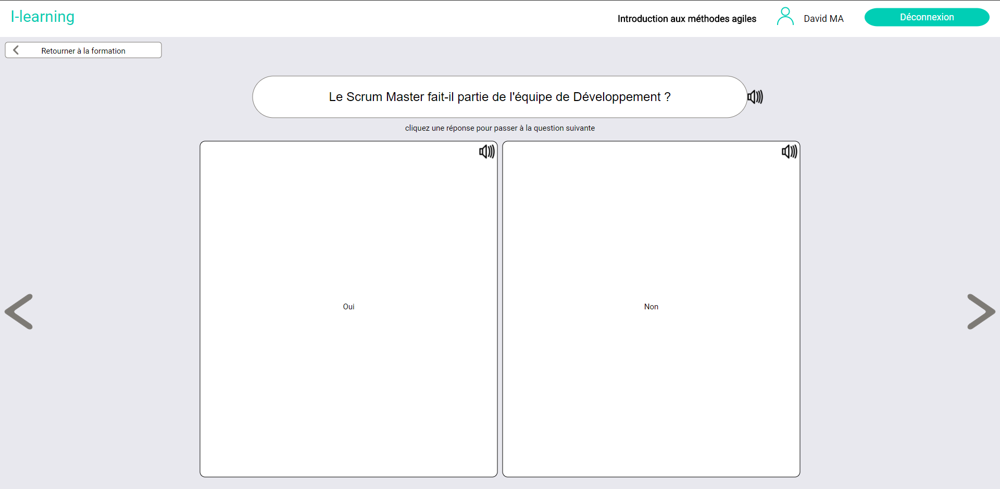 I-learning
Introduction aux méthodes agiles
David MA
Déconnexion
Retourner à la formation
Le Scrum Master fait-il partie de l'équipe de Développement ?
cliquez une réponse pour passer à la question suivante
Oui
Non